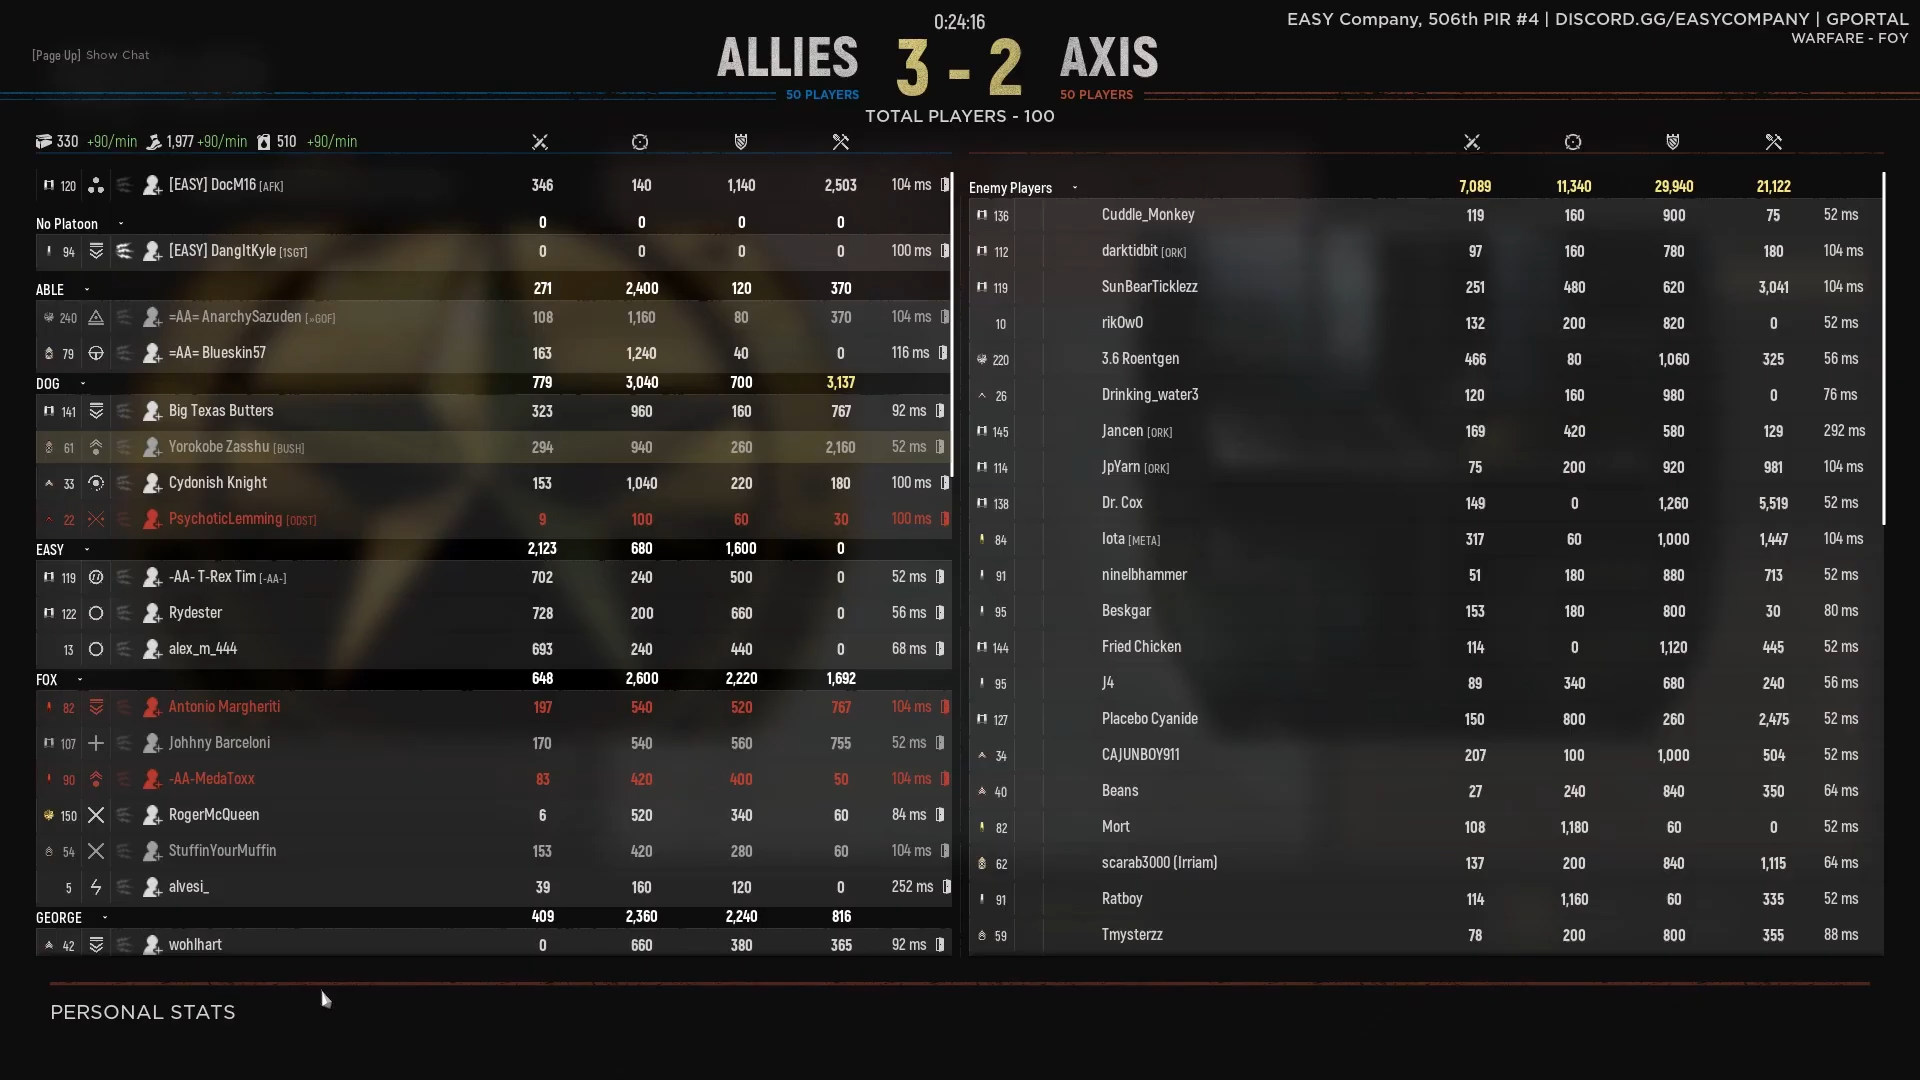 0:24:16
ALLIES 3 - 2 AXIS
50 PLAYERS 50 PLAYERS
TOTAL PLAYERS - 100
EASY Company, 506th PIR #4 | DISCORD.GG/EASYCOMPANY | GPORTAL
WARFARE - FOY
[Page Up] Show Chat
330 +90/min 1,977 +90/min 510 +90/min
120 [EASY] DocM16 [AFK] 346 140 1,140 2,503 104 ms
No Platoon 0 0 0 0
94 [EASY] DangItKyle [1SGT] 0 0 0 0 100 ms
ABLE 271 2,400 120 370
240 =AA= AnarchySazuden [»GOF] 108 1,160 80 370 104 ms
79 =AA= Blueskin57 163 1,240 40 0 116 ms
DOG 779 3,040 700 3,137
141 Big Texas Butters 323 960 160 767 92 ms
61 Yorokobe Zasshu [BUSH] 294 940 260 2,160 52 ms
33 Cydonish Knight 153 1,040 220 180 100 ms
22 PsychoticLemming [ODST] 9 100 60 30 100 ms
EASY 2,123 680 1,600 0
119 -AA- T-Rex Tim [-AA-] 702 240 500 0 52 ms
122 Rydester 728 200 660 0 56 ms
13 alex_m_444 693 240 440 0 68 ms
FOX 648 2,600 2,220 1,692
82 Antonio Margheriti 197 540 520 767 104 ms
107 Johhny Barceloni 170 540 560 755 52 ms
90 -AA-MedaToxx 83 420 400 50 104 ms
150 RogerMcQueen 6 520 340 60 84 ms
54 StuffinYourMuffin 153 420 280 60 104 ms
5 alvesi_ 39 160 120 0 252 ms
GEORGE 409 2,360 2,240 816
42 wohlhart 0 660 380 365 92 ms
Enemy Players 7,089 11,340 29,940 21,122
136 Cuddle_Monkey 119 160 900 75 52 ms
112 darktidbit [ORK] 97 160 780 180 104 ms
119 SunBearTicklezz 251 480 620 3,041 104 ms
10 rikOwO 132 200 820 0 52 ms
220 3.6 Roentgen 466 80 1,060 325 56 ms
26 Drinking_water3 120 160 980 0 76 ms
145 Jancen [ORK] 169 420 580 129 292 ms
114 JpYarn [ORK] 75 200 920 981 104 ms
138 Dr. Cox 149 0 1,260 5,519 52 ms
84 Iota [META] 317 60 1,000 1,447 104 ms
91 ninelbhammer 51 180 880 713 52 ms
95 Beskgar 153 180 800 30 80 ms
144 Fried Chicken 114 0 1,120 445 52 ms
95 J4 89 340 680 240 56 ms
127 Placebo Cyanide 150 800 260 2,475 52 ms
34 CAJUNBOY911 207 100 1,000 504 52 ms
40 Beans 27 240 840 350 64 ms
82 Mort 108 1,180 60 0 52 ms
62 scarab3000 (Irriam) 137 200 840 1,115 64 ms
91 Ratboy 114 1,160 60 335 52 ms
59 Tmysterzz 78 200 800 355 88 ms
PERSONAL STATS